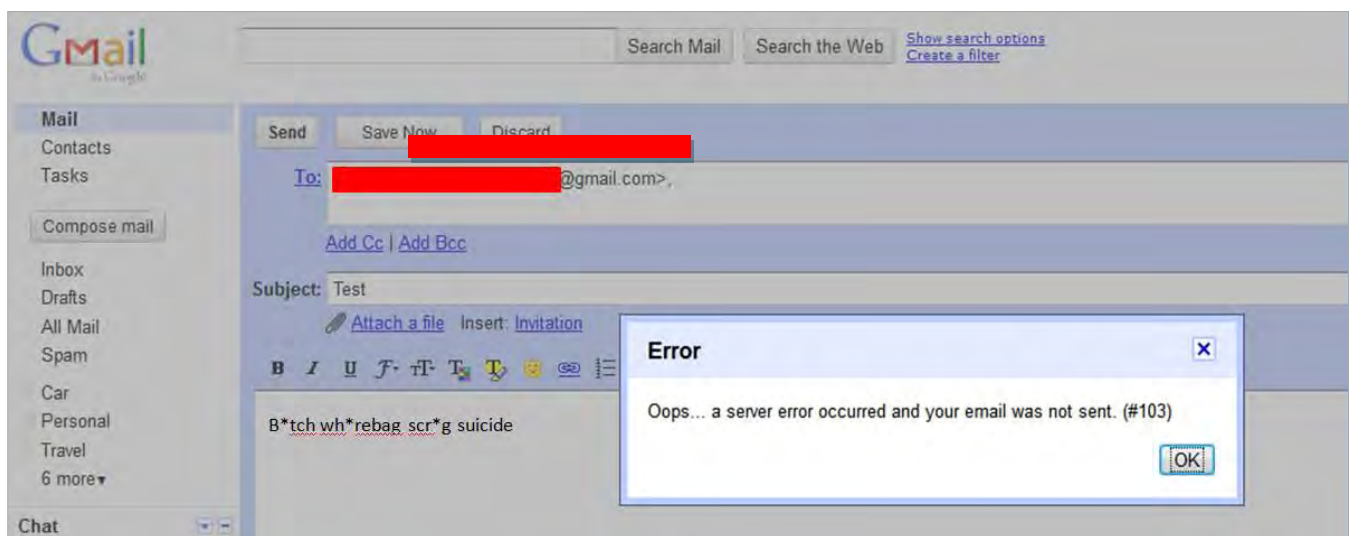 Gmail
by Google
Search Mail Search the Web Show search options
Create a filter
Mail
Contacts
Tasks
Compose mail
Inbox
Drafts
All Mail
Spam
Car
Personal
Travel
6 more▾
Chat
Send Save Now Discard
To: @gmail.com>,
Add Cc | Add Bcc
Subject: Test
Attach a file Insert: Invitation
B I U
B*tch wh*rebag scr*g suicide
Error
Oops... a server error occurred and your email was not sent. (#103)
OK